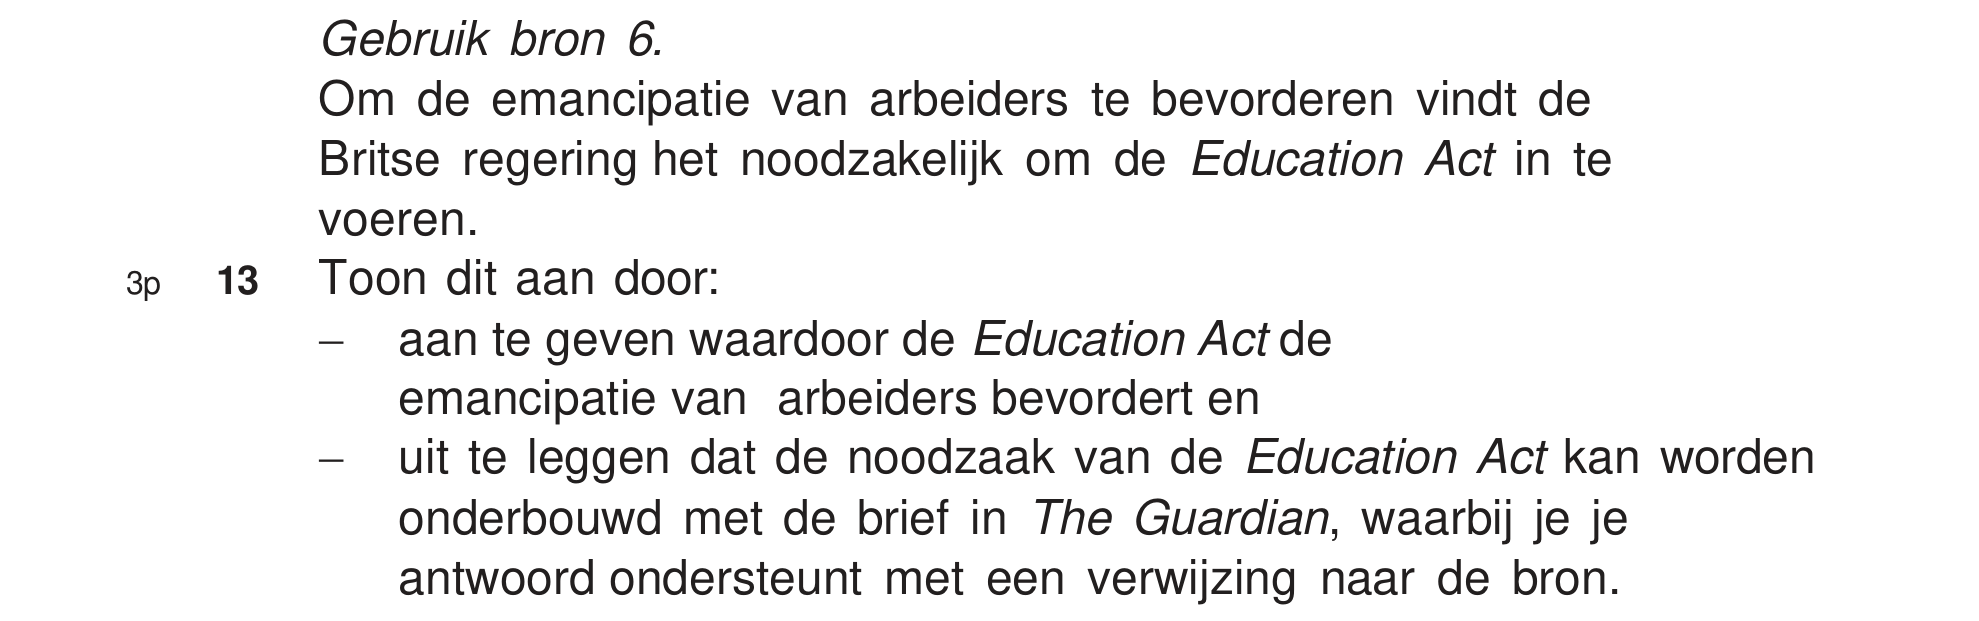 Gebruik bron 6.
Om de emancipatie van arbeiders te bevorderen vindt de
Britse regering het noodzakelijk om de Education Act in te
voeren.
3p 13 Toon dit aan door:
– aan te geven waardoor de Education Act de
emancipatie van arbeiders bevordert en
– uit te leggen dat de noodzaak van de Education Act kan worden
onderbouwd met de brief in The Guardian, waarbij je je
antwoord ondersteunt met een verwijzing naar de bron.